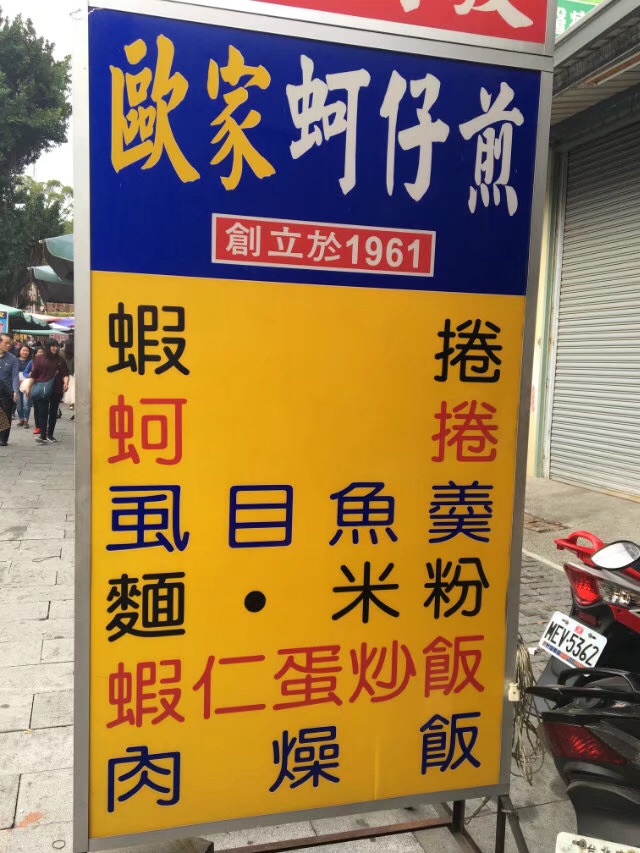 歐家蚵仔煎
創立於1961
蝦捲
蚵捲
虱目魚羹
麵・米粉
蝦仁蛋炒飯
肉燥飯
MEV-5362